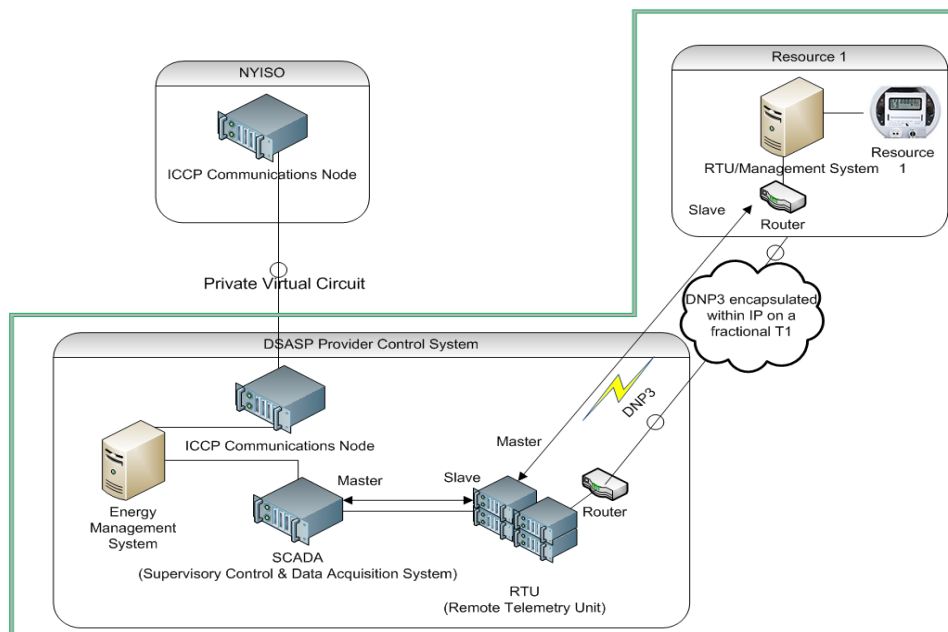 NYISO
ICCP Communications Node
Private Virtual Circuit
Resource 1
RTU/Management System
Resource
1
Slave
Router
DNP3 encapsulated
within IP on a
fractional T1
DNP3
Master
DSASP Provider Control System
ICCP Communications Node
Energy
Management
System
Master
Slave
SCADA
(Supervisory Control & Data Acquisition System)
Router
RTU
(Remote Telemetry Unit)